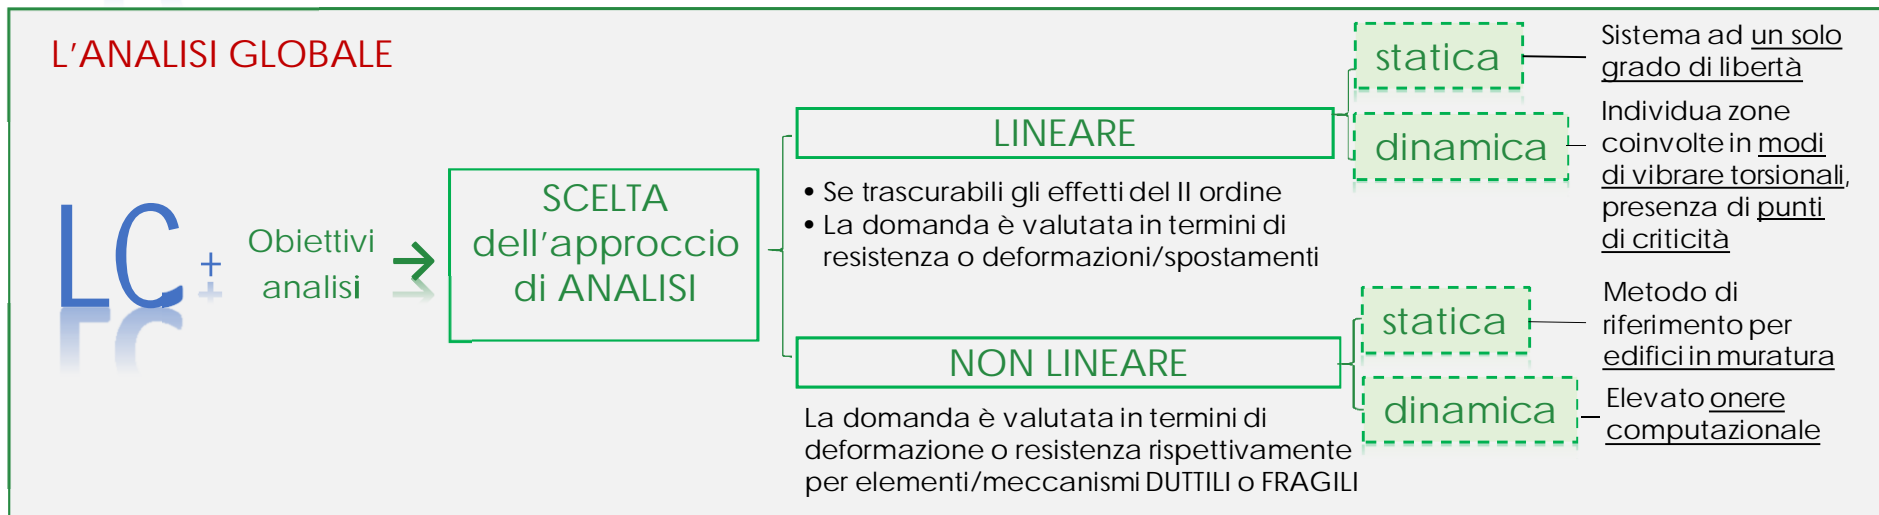 L'ANALISI GLOBALE
LC
+
Obiettivi
analisi
SCELTA
dell'approccio
di ANALISI
LINEARE
• Se trascurabili gli effetti del II ordine
• La domanda è valutata in termini di
resistenza o deformazioni/spostamenti
statica
Sistema ad un solo
grado di libertà
dinamica
Individua zone
coinvolte in modi
di vibrare torsionali,
presenza di punti
di criticità
NON LINEARE
La domanda è valutata in termini di
deformazione o resistenza rispettivamente
per elementi/meccanismi DUTTILI o FRAGILI
statica
Metodo di
riferimento per
edifici in muratura
dinamica
Elevato onere
computazionale